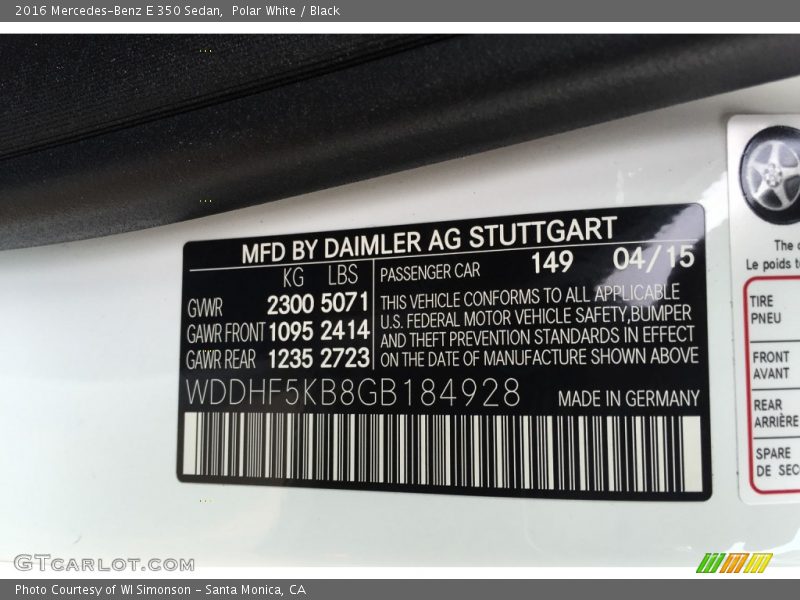 2016 Mercedes-Benz E 350 Sedan, Polar White / Black
MFD BY DAIMLER AG STUTTGART
KG LBS PASSENGER CAR 149 04/15
GVWR 2300 5071
GAWR FRONT 1095 2414
GAWR REAR 1235 2723
THIS VEHICLE CONFORMS TO ALL APPLICABLE
U.S. FEDERAL MOTOR VEHICLE SAFETY,BUMPER
AND THEFT PREVENTION STANDARDS IN EFFECT
ON THE DATE OF MANUFACTURE SHOWN ABOVE
WDDHF5KB8GB184928 MADE IN GERMANY
The
Le poids
TIRE
PNEU
FRONT
AVANT
REAR
ARRIÈRE
SPARE
DE
GTCARLOT.COM
Photo Courtesy of WI Simonson - Santa Monica, CA